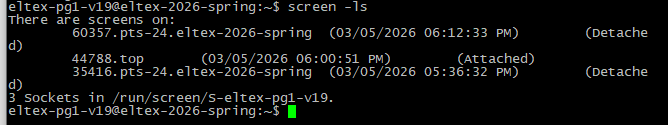 eltex-pg1-v19@eltex-2026-spring:~$ screen -ls
There are screens on:
        60357.pts-24.eltex-2026-spring  (03/05/2026 06:12:33 PM)        (Detache
d)
        44788.top       (03/05/2026 06:00:51 PM)        (Attached)
        35416.pts-24.eltex-2026-spring  (03/05/2026 05:36:32 PM)        (Detache
d)
3 Sockets in /run/screen/S-eltex-pg1-v19.
eltex-pg1-v19@eltex-2026-spring:~$